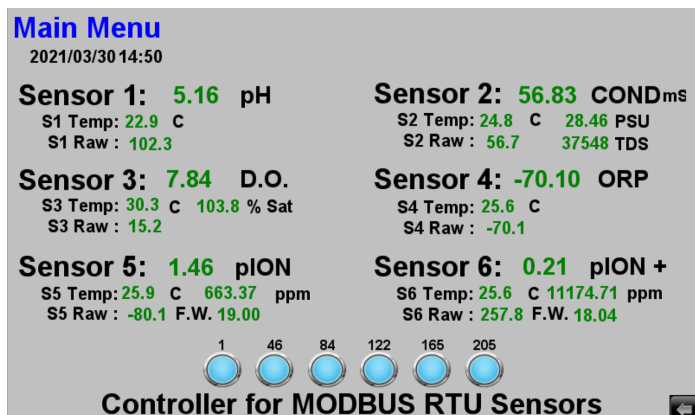 Main Menu
2021/03/30 14:50
Sensor 1: 5.16 pH
S1 Temp: 22.9 C
S1 Raw : 102.3
Sensor 2: 56.83 COND mS
S2 Temp: 24.8 C 28.46 PSU
S2 Raw : 56.7 37548 TDS
Sensor 3: 7.84 D.O.
S3 Temp: 30.3 C 103.8 % Sat
S3 Raw : 15.2
Sensor 4: -70.10 ORP
S4 Temp: 25.6 C
S4 Raw : -70.1
Sensor 5: 1.46 pION
S5 Temp: 25.9 C 663.37 ppm
S5 Raw : -80.1 F.W. 19.00
Sensor 6: 0.21 pION +
S6 Temp: 25.6 C 11174.71 ppm
S6 Raw : 257.8 F.W. 18.04
1 46 84 122 165 205
Controller for MODBUS RTU Sensors